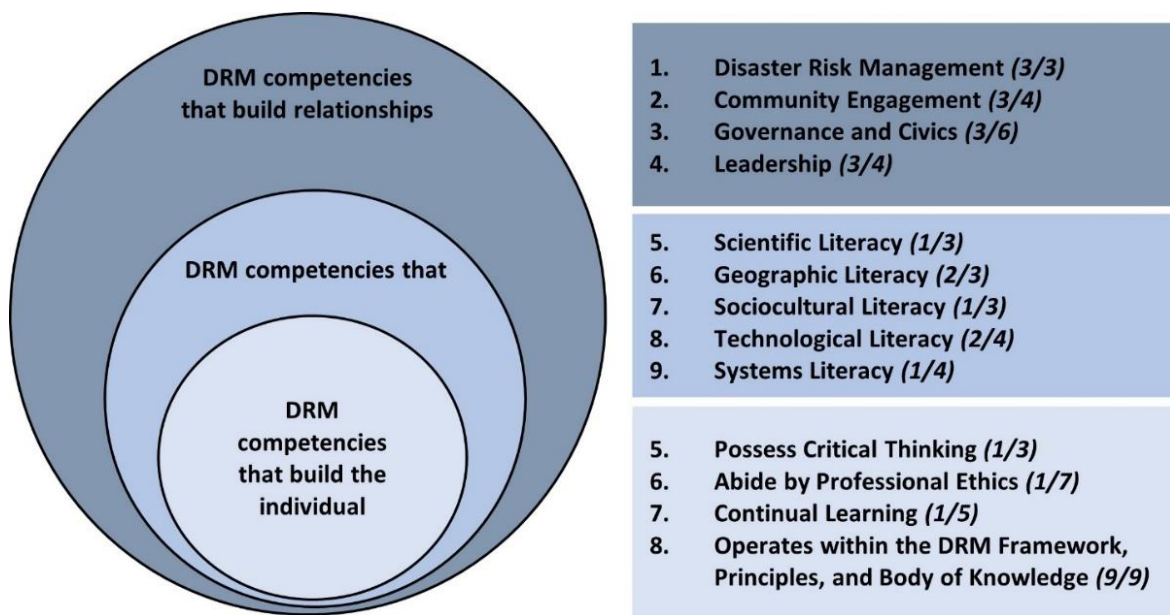 DRM competencies
that build relationships
DRM competencies that
DRM
competencies
that build the
individual
1. Disaster Risk Management (3/3)
2. Community Engagement (3/4)
3. Governance and Civics (3/6)
4. Leadership (3/4)
5. Scientific Literacy (1/3)
6. Geographic Literacy (2/3)
7. Sociocultural Literacy (1/3)
8. Technological Literacy (2/4)
9. Systems Literacy (1/4)
5. Possess Critical Thinking (1/3)
6. Abide by Professional Ethics (1/7)
7. Continual Learning (1/5)
8. Operates within the DRM Framework,
Principles, and Body of Knowledge (9/9)